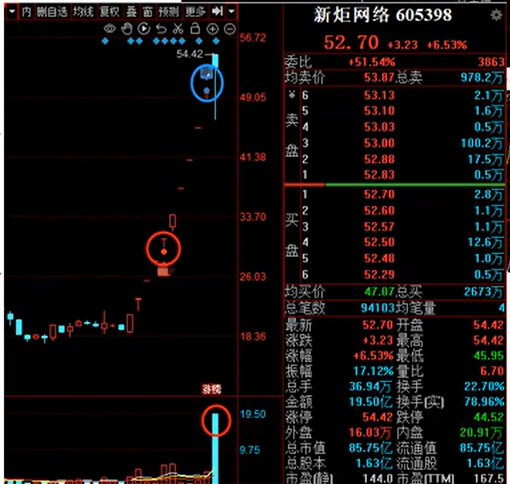 内 删自选 均线 复权 叠 窗 预测 更多
新炬网络 605398
52.70 +3.23 +6.53%
委比 +51.54% 3863
均卖价 53.87 总卖 978.2万
¥ 6 53.13 2.1万
5 53.10 1.6万
卖 4 53.03 0.5万
盘 3 53.00 100.2万
2 52.88 17.5万
1 52.83 0.5万
1 52.70 2.8万
2 52.60 1.1万
买 3 52.57 1.1万
盘 4 52.50 12.6万
5 52.48 1.0万
6 52.29 0.5万
均买价 47.07 总买 2673万
总笔数 94103 均笔量 4
最新 52.70 开盘 54.42
涨跌 +3.23 最高 54.42
涨幅 +6.53% 最低 45.95
振幅 17.12% 量比 6.70
总手 36.94万 换手 22.70%
金额 19.50亿 换手(实) 78.96%
涨停 54.42 跌停 44.52
外盘 16.03万 内盘 20.91万
总市值 85.75亿 流通值 85.75亿
总股本 1.63亿 流通股 1.63亿
市盈(静) 144.0 市盈(TTM) 167.5
56.72
54.42
49.05
41.38
33.70
26.03
18.36
涨榜
19.50
9.75